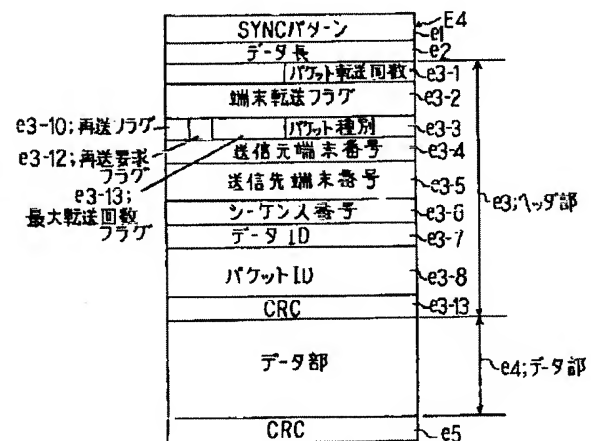 SYNCパターン
E4
e1
データ長
e2
パケット転送回数
e3-1
端末転送フラグ
e3-2
e3-10;再送フラグ
パケット種別
e3-3
e3-12;再送要求
フラグ
送信元端末番号
e3-4
e3-13;
最大転送回数
フラグ
送信先端末番号
e3-5
シーケンス番号
e3-6
e3;ヘッダ部
データID
e3-7
パケットID
e3-8
CRC
e3-13
データ部
e4;データ部
CRC
e5